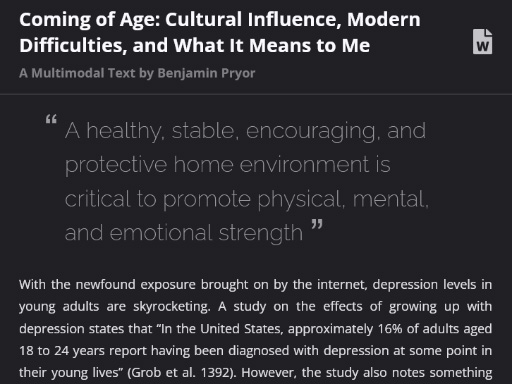 Coming of Age: Cultural Influence, Modern
Difficulties, and What It Means to Me
W
A Multimodal Text by Benjamin Pryor
“ A healthy, stable, encouraging, and
protective home environment is
critical to promote physical, mental,
and emotional strength ”
With the newfound exposure brought on by the internet, depression levels in
young adults are skyrocketing. A study on the effects of growing up with
depression states that “In the United States, approximately 16% of adults aged
18 to 24 years report having been diagnosed with depression at some point in
their young lives” (Grob et al. 1392). However, the study also notes something